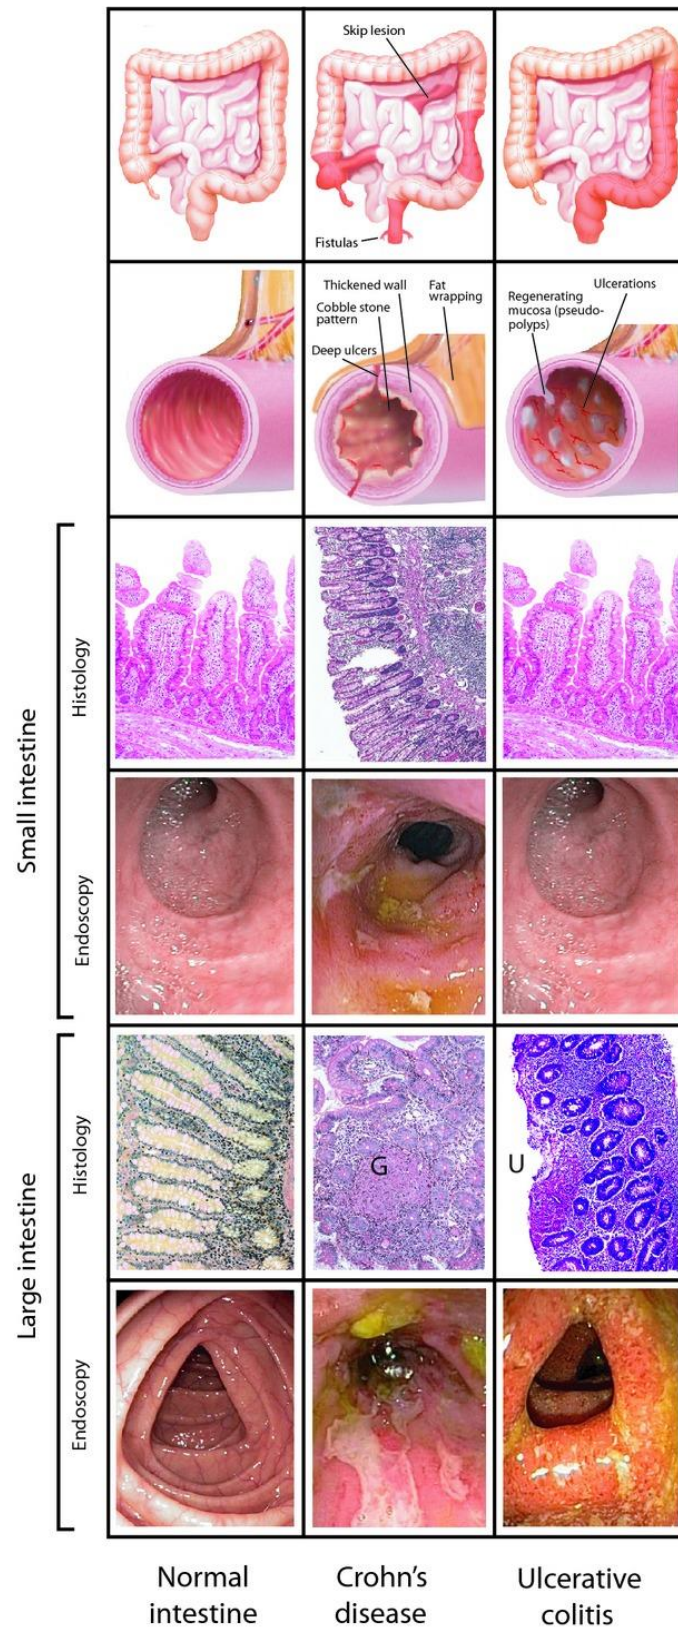 Skip lesion
Fistulas
Thickened wall
Cobble stone
pattern
Deep ulcers
Fat
wrapping
Ulcerations
Regenerating
mucosa (pseudo-
polyps)
Small intestine
Histology
Endoscopy
Large intestine
Histology
G
U
Endoscopy
Normal
intestine
Crohn's
disease
Ulcerative
colitis